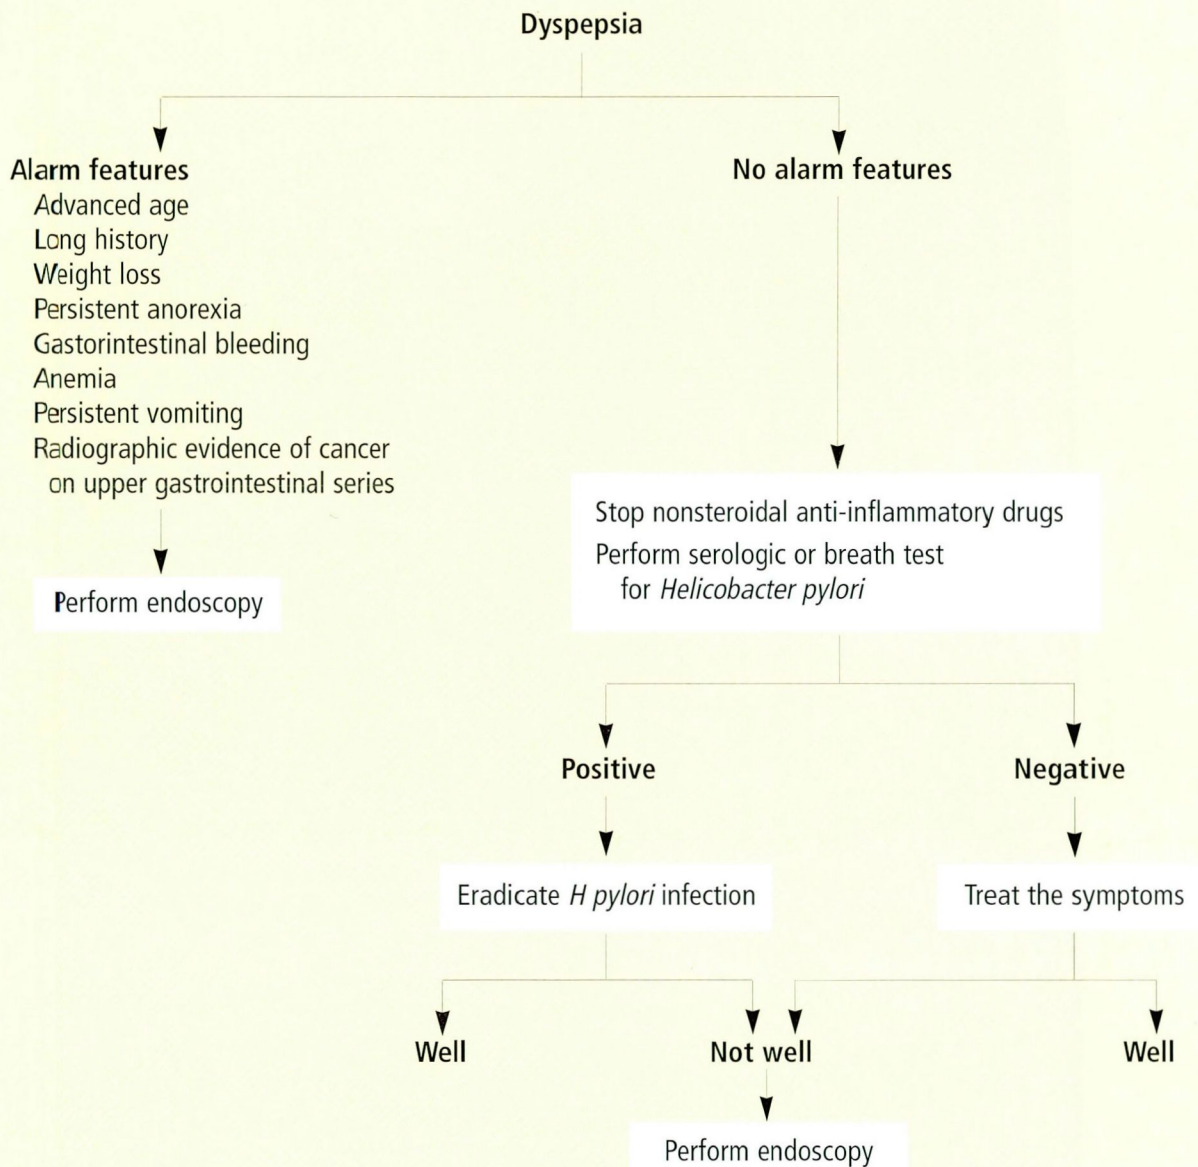 Dyspepsia
Alarm features
Advanced age
Long history
Weight loss
Persistent anorexia
Gastorintestinal bleeding
Anemia
Persistent vomiting
Radiographic evidence of cancer
on upper gastrointestinal series
Perform endoscopy
No alarm features
Stop nonsteroidal anti-inflammatory drugs
Perform serologic or breath test
for Helicobacter pylori
Positive
Negative
Eradicate H pylori infection
Treat the symptoms
Well
Not well
Well
Perform endoscopy